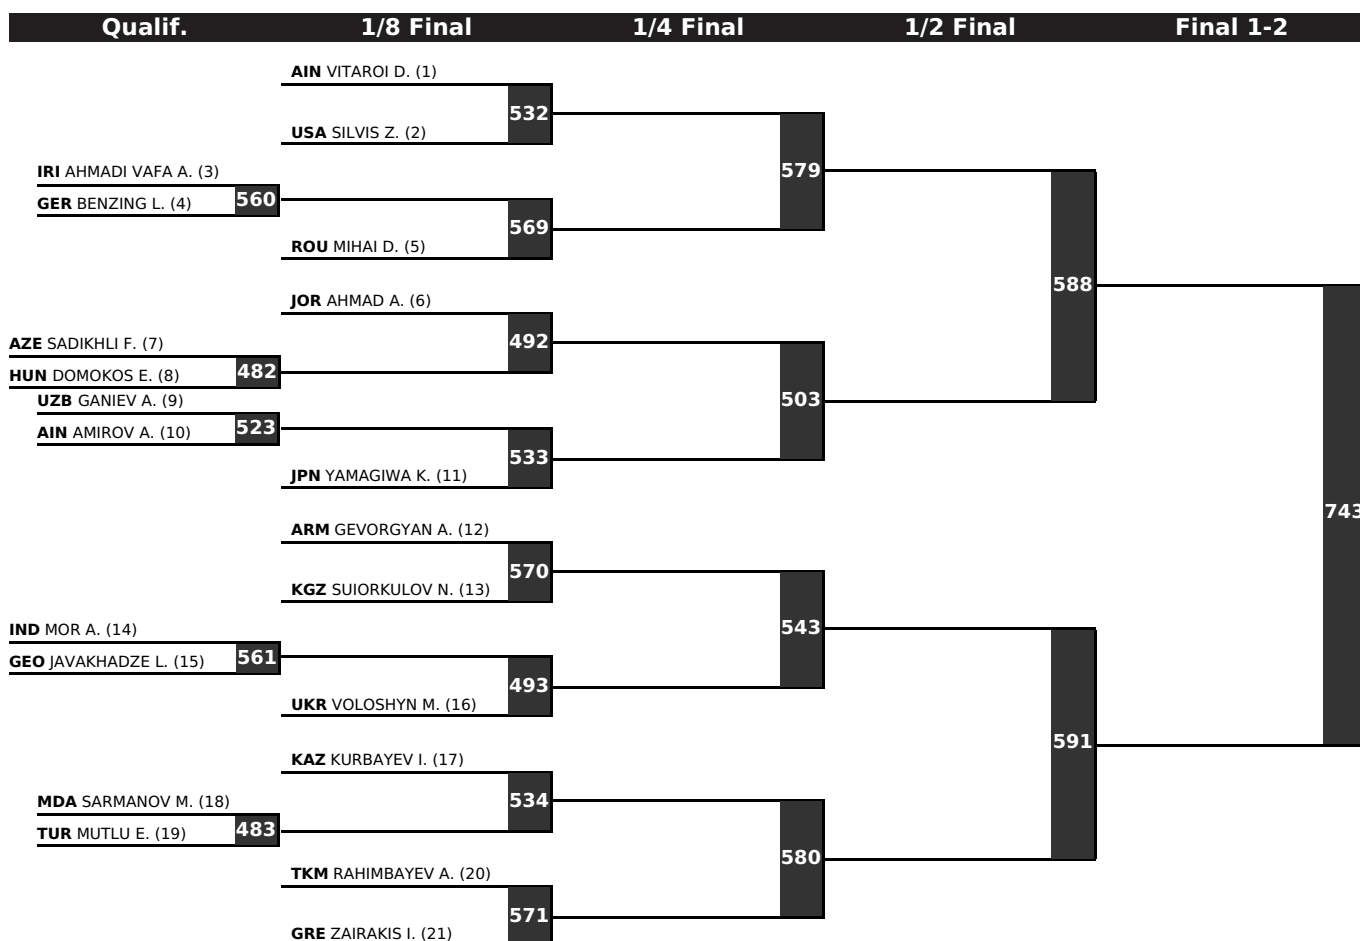 Qualif. 1/8 Final 1/4 Final 1/2 Final Final 1-2
AIN VITAROI D. (1)
532
USA SILVIS Z. (2)
579
IRI AHMADI VAFA A. (3)
560
GER BENZING L. (4)
569
ROU MIHAI D. (5)
588
JOR AHMAD A. (6)
492
AZE SADIKHLI F. (7)
482
HUN DOMOKOS E. (8)
503
UZB GANIEV A. (9)
523
AIN AMIROV A. (10)
533
JPN YAMAGIWA K. (11)
743
ARM GEVORGYAN A. (12)
570
KGZ SUIORKULOV N. (13)
543
IND MOR A. (14)
561
GEO JAVAKHADZE L. (15)
493
UKR VOLOSHYN M. (16)
591
KAZ KURBAYEV I. (17)
534
MDA SARMANOV M. (18)
483
TUR MUTLU E. (19)
580
TKM RAHIMBAYEV A. (20)
571
GRE ZAIRAKIS I. (21)